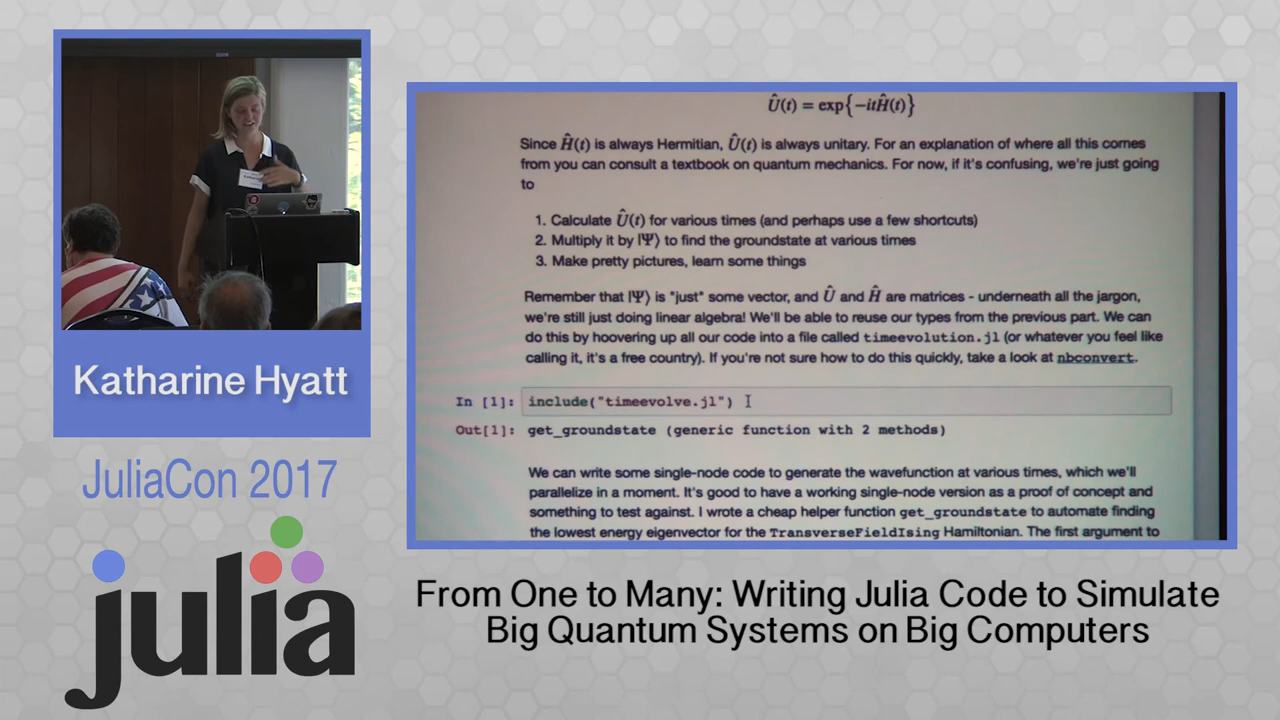 Katharine Hyatt
JuliaCon 2017
julia
Û(t) = exp{−itĤ(t)}
Since Ĥ(t) is always Hermitian, Û(t) is always unitary. For an explanation of where all this comes
from you can consult a textbook on quantum mechanics. For now, if it's confusing, we're just going
to
1. Calculate Û(t) for various times (and perhaps use a few shortcuts)
2. Multiply it by |Ψ⟩ to find the groundstate at various times
3. Make pretty pictures, learn some things
Remember that |Ψ⟩ is "just" some vector, and Û and Ĥ are matrices - underneath all the jargon,
we're still just doing linear algebra! We'll be able to reuse our types from the previous part. We can
do this by hoovering up all our code into a file called timeevolution.jl (or whatever you feel like
calling it, it's a free country). If you're not sure how to do this quickly, take a look at nbconvert.
In [1]: include("timeevolve.jl")
Out[1]: get_groundstate (generic function with 2 methods)
We can write some single-node code to generate the wavefunction at various times, which we'll
parallelize in a moment. It's good to have a working single-node version as a proof of concept and
something to test against. I wrote a cheap helper function get_groundstate to automate finding
the lowest energy eigenvector for the TransverseFieldIsing Hamiltonian. The first argument to
From One to Many: Writing Julia Code to Simulate
Big Quantum Systems on Big Computers